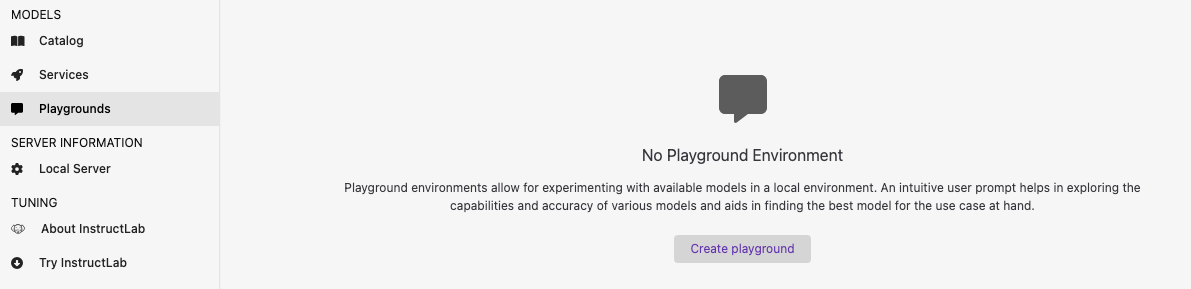 MODELS
Catalog
Services
Playgrounds
SERVER INFORMATION
Local Server
TUNING
About InstructLab
Try InstructLab
No Playground Environment
Playground environments allow for experimenting with available models in a local environment. An intuitive user prompt helps in exploring the
capabilities and accuracy of various models and aids in finding the best model for the use case at hand.
Create playground